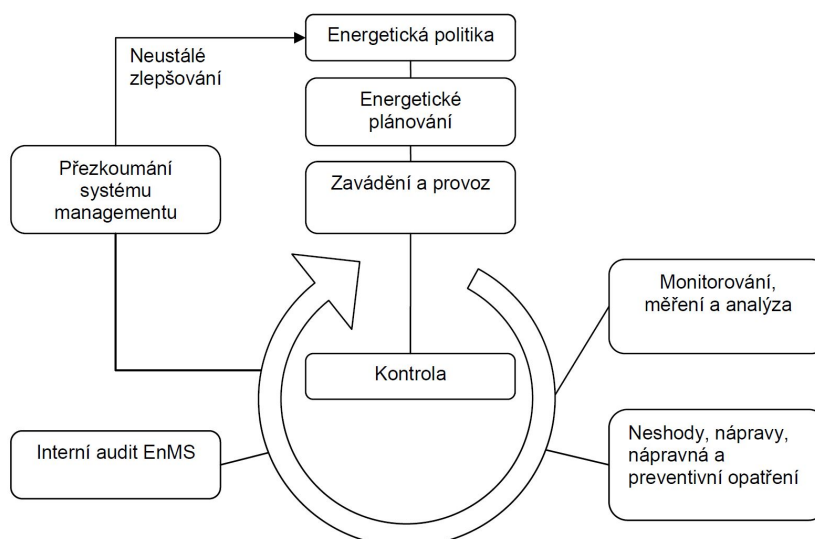 Energetická politika
Neustálé
zlepšování
Energetické
plánování
Přezkoumání
systému
managementu
Zavádění a provoz
Monitorování,
měření a analýza
Kontrola
Interní audit EnMS
Neshody, nápravy,
nápravná a
preventivní opatření